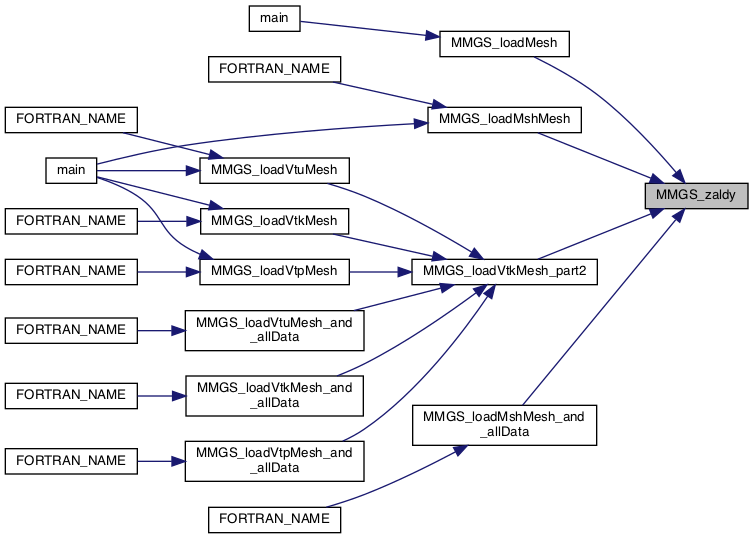 main
MMGS_loadMesh
FORTRAN_NAME
MMGS_loadMshMesh
FORTRAN_NAME
main
MMGS_loadVtuMesh
MMGS_zaldy
FORTRAN_NAME
MMGS_loadVtkMesh
FORTRAN_NAME
MMGS_loadVtpMesh
MMGS_loadVtkMesh_part2
FORTRAN_NAME
MMGS_loadVtuMesh_and
_allData
FORTRAN_NAME
MMGS_loadVtkMesh_and
_allData
MMGS_loadMshMesh_and
_allData
FORTRAN_NAME
MMGS_loadVtpMesh_and
_allData
FORTRAN_NAME